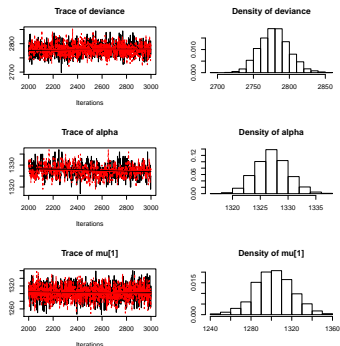 Trace of deviance
2700 2800
2000 2200 2400 2600 2800 3000
Iterations
Density of deviance
0.000 0.010
2700 2750 2800 2850
Trace of alpha
1320 1330
2000 2200 2400 2600 2800 3000
Iterations
Density of alpha
0.00 0.06 0.12
1320 1325 1330 1335
Trace of mu[1]
1260 1320
2000 2200 2400 2600 2800 3000
Iterations
Density of mu[1]
0.000 0.015
1240 1280 1320 1360